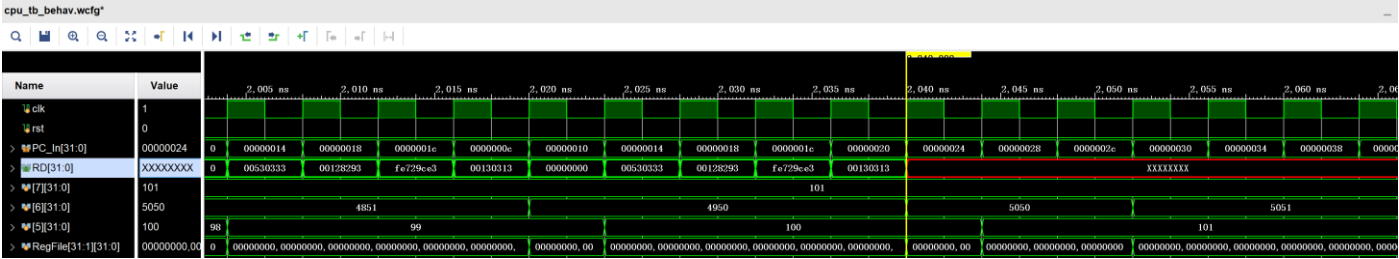 cpu_tb_behav.wcfg*
Name Value 2,005 ns 2,010 ns 2,015 ns 2,020 ns 2,025 ns 2,030 ns 2,035 ns 2,040 ns 2,045 ns 2,050 ns 2,055 ns 2,060 ns 2,06
clk 1
rst 0
> PC_In[31:0] 00000024 0 00000014 00000018 0000001c 0000000c 00000010 00000014 00000018 0000001c 00000020 00000024 00000028 0000002c 00000030 00000034 00000038 00000
> RD[31:0] XXXXXXXX 0 00530333 00128293 fe729ce3 00130313 00000000 00530333 00128293 fe729ce3 00130313 XXXXXXXX
> [7][31:0] 101 101
> [6][31:0] 5050 4851 4950 5050 5051
> [5][31:0] 100 98 99 100 101
> RegFile[31:1][31:0] 00000000,00 0 00000000, 00000000, 00000000, 00000000, 00000000, 00000000, 00000000, 00 00000000, 00000000, 00000000, 00000000, 00000000, 00000000, 00000000, 00000000, 00 00000000, 00000000, 00000000 00000000, 00000000, 00000000, 00000000, 00000000, 0000